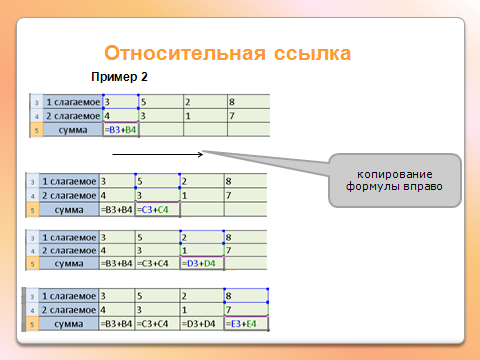 Относительная ссылка
Пример 2
3 1 слагаемое 3 5 2 8
4 2 слагаемое 4 3 1 7
5 сумма =B3+B4
копирование
формулы вправо
3 1 слагаемое 3 5 2 8
4 2 слагаемое 4 3 1 7
5 сумма =B3+B4 =C3+C4
3 1 слагаемое 3 5 2 8
4 2 слагаемое 4 3 1 7
5 сумма =B3+B4 =C3+C4 =D3+D4
3 1 слагаемое 3 5 2 8
4 2 слагаемое 4 3 1 7
5 сумма =B3+B4 =C3+C4 =D3+D4 =E3+E4